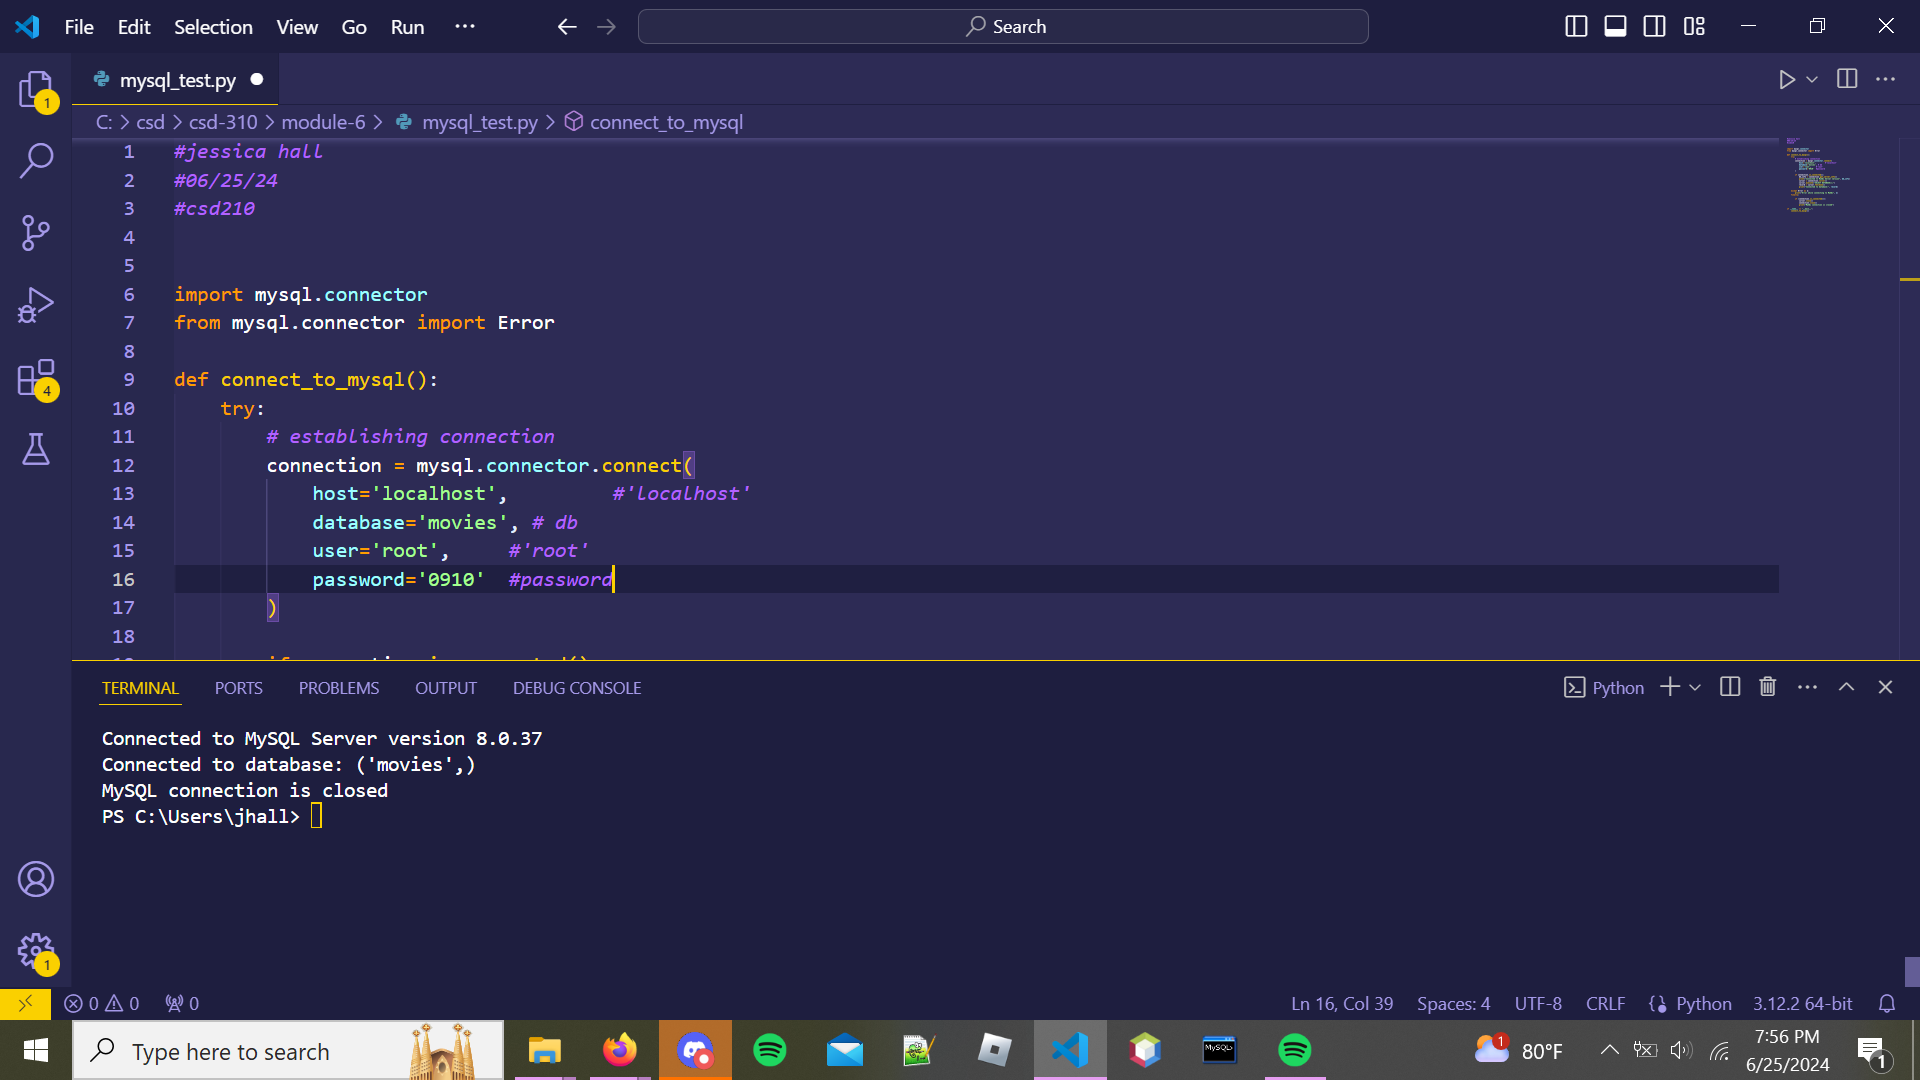 File Edit Selection View Go Run ···
Search
mysql_test.py
1
C: > csd > csd-310 > module-6 > mysql_test.py > connect_to_mysql
1 #jessica hall
2 #06/25/24
3 #csd210
4
5
6 import mysql.connector
7 from mysql.connector import Error
8
9 def connect_to_mysql():
10 try:
11 # establishing connection
12 connection = mysql.connector.connect(
13 host='localhost', #'localhost'
14 database='movies', # db
15 user='root', #'root'
16 password='0910' #password
17 )
18
4
TERMINAL PORTS PROBLEMS OUTPUT DEBUG CONSOLE
Python
Connected to MySQL Server version 8.0.37
Connected to database: ('movies',)
MySQL connection is closed
PS C:\Users\jhall>
1
0 0 0
Ln 16, Col 39 Spaces: 4 UTF-8 CRLF Python 3.12.2 64-bit
Type here to search
MySQL
1
80°F
7:56 PM
6/25/2024
1